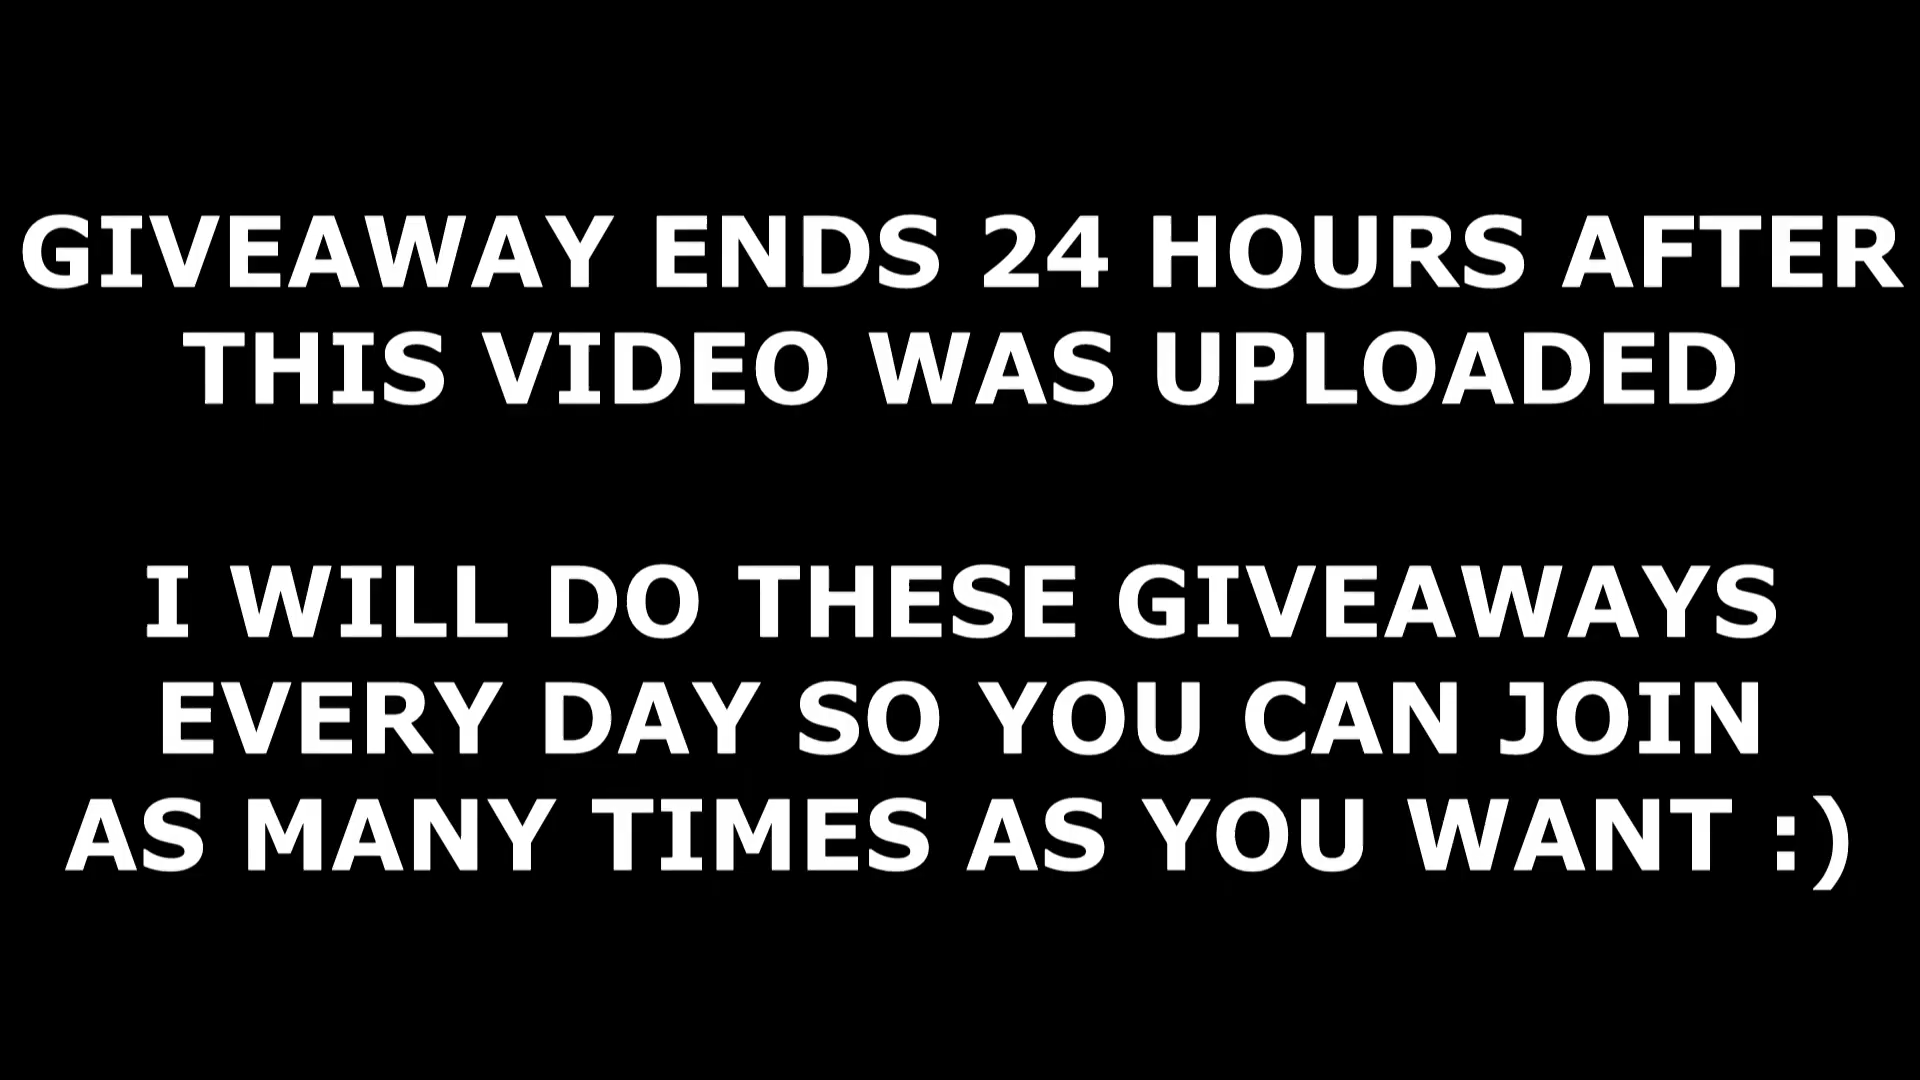 GIVEAWAY ENDS 24 HOURS AFTER
THIS VIDEO WAS UPLOADED
I WILL DO THESE GIVEAWAYS
EVERY DAY SO YOU CAN JOIN
AS MANY TIMES AS YOU WANT :)